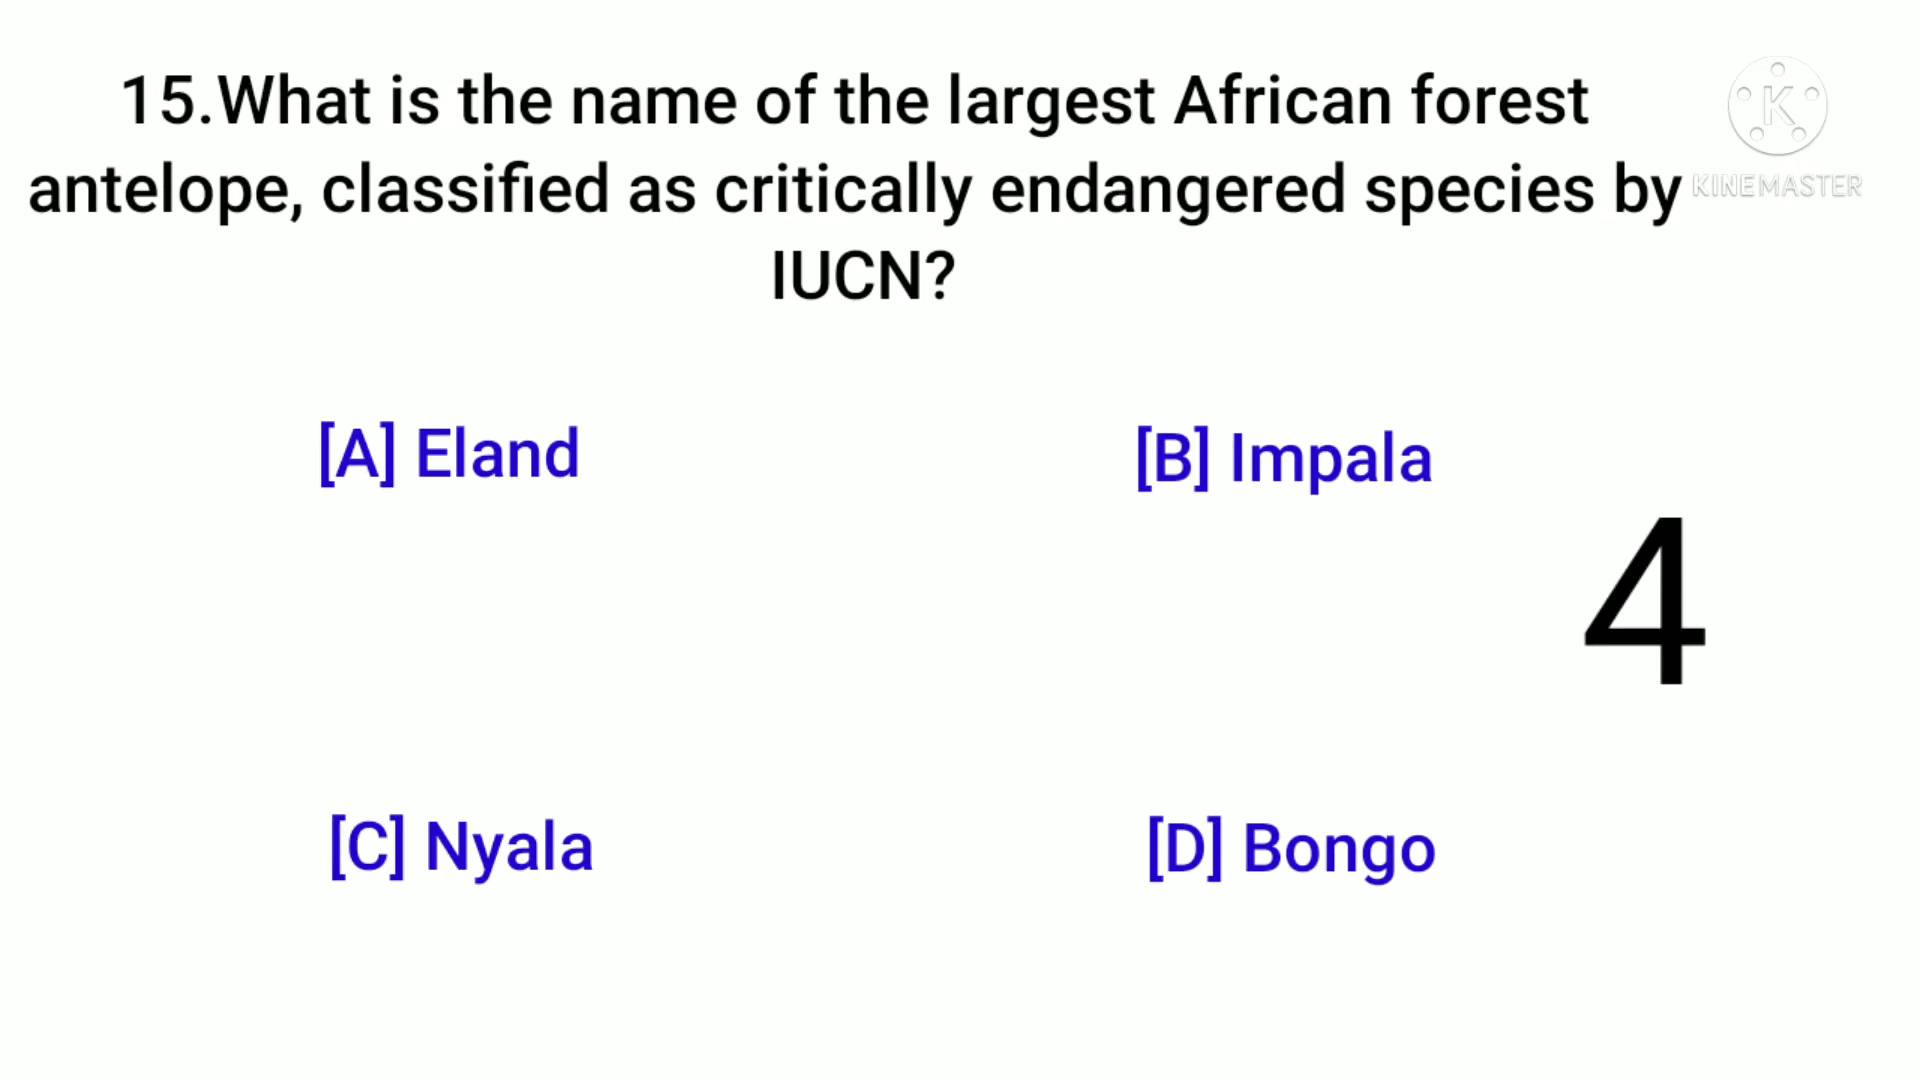 15.What is the name of the largest African forest
antelope, classified as critically endangered species by
IUCN?
K
KINEMASTER
[A] Eland
[B] Impala
4
[C] Nyala
[D] Bongo